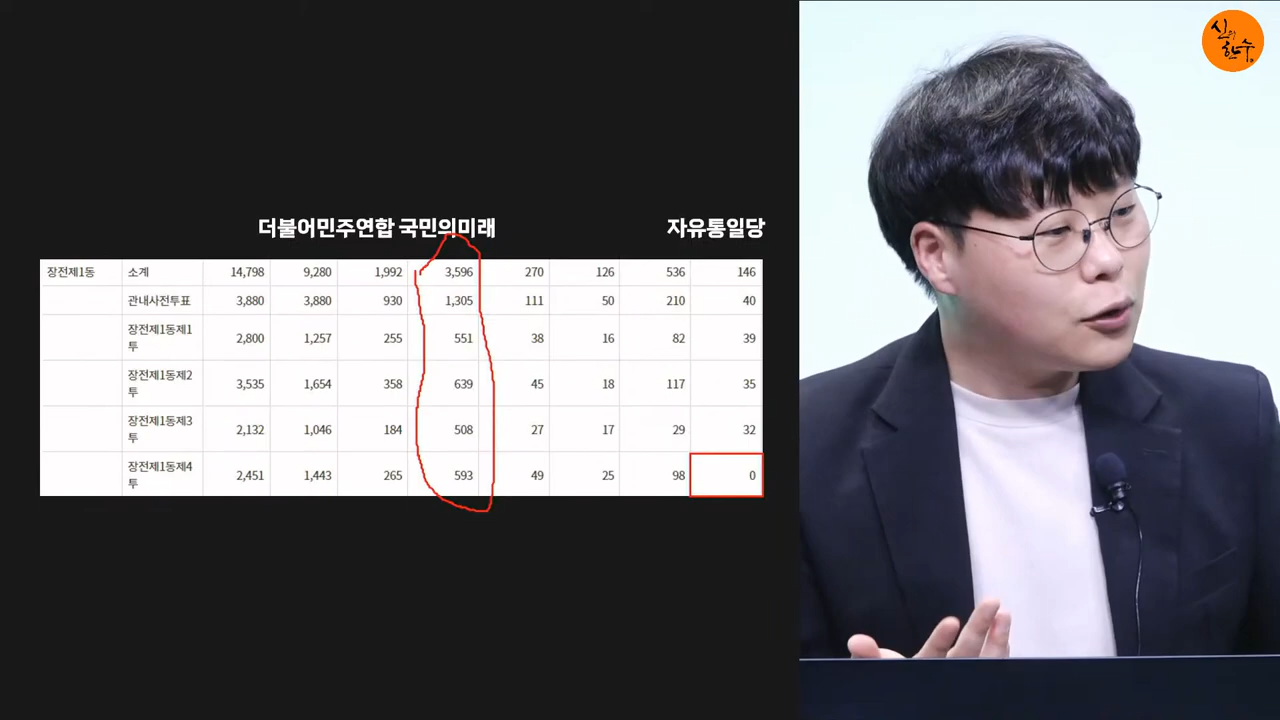 신의
한수
더불어민주연합 국민의미래 자유통일당
장전제1동 소계 14,798 9,280 1,992 3,596 270 126 536 146
관내사전투표 3,880 3,880 930 1,305 111 50 210 40
장전제1동제1
투 2,800 1,257 255 551 38 16 82 39
장전제1동제2
투 3,535 1,654 358 639 45 18 117 35
장전제1동제3
투 2,132 1,046 184 508 27 17 29 32
장전제1동제4
투 2,451 1,443 265 593 49 25 98 0